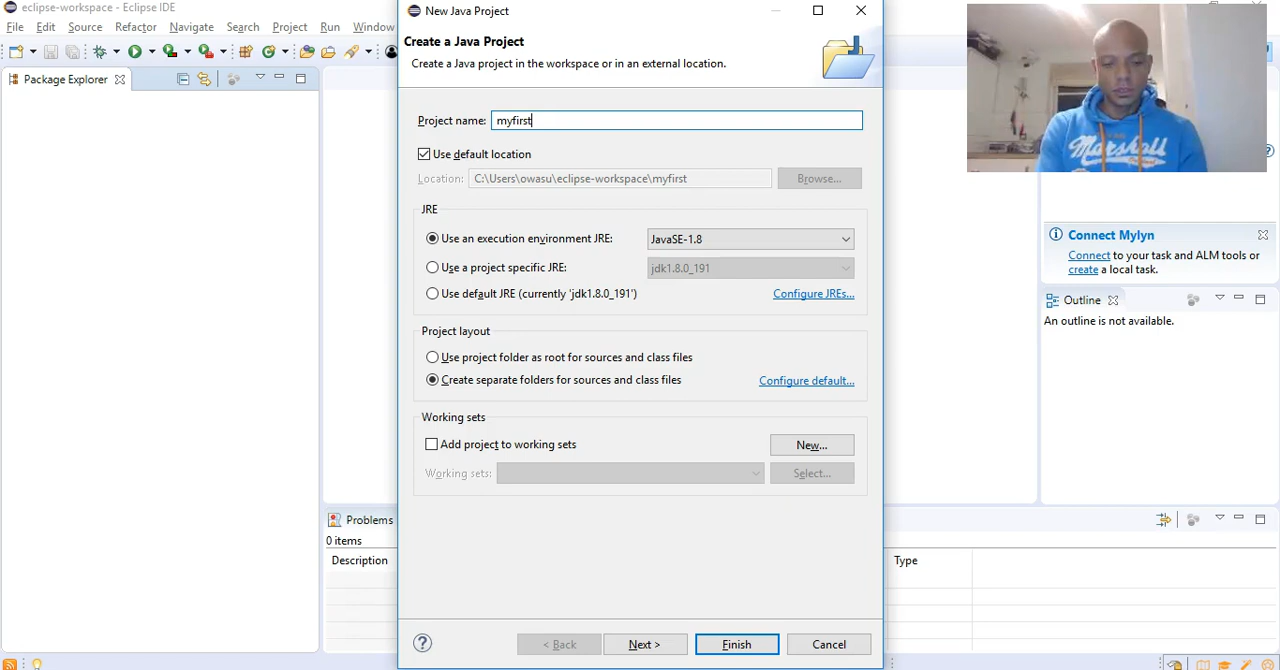 eclipse-workspace - Eclipse IDE
File Edit Source Refactor Navigate Search Project Run Window
Package Explorer
New Java Project
Create a Java Project
Create a Java project in the workspace or in an external location.
Project name: myfirst
Use default location
Location: C:\Users\owasu\eclipse-workspace\myfirst Browse...
JRE
Use an execution environment JRE: JavaSE-1.8
Use a project specific JRE: jdk1.8.0_191
Use default JRE (currently 'jdk1.8.0_191') Configure JREs...
Project layout
Use project folder as root for sources and class files
Create separate folders for sources and class files Configure default...
Working sets
Add project to working sets New...
Working sets: Select...
< Back Next > Finish Cancel
Marshall
Connect Mylyn
Connect to your task and ALM tools or
create a local task.
Outline
An outline is not available.
Problems
0 items
Description Type